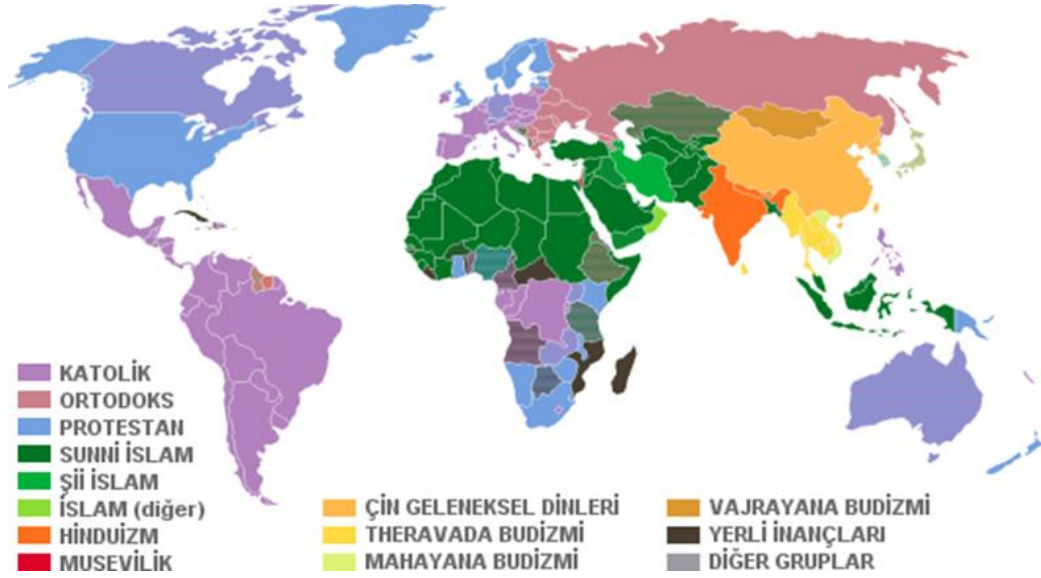 KATOLİK
ORTODOKS
PROTESTAN
SUNNİ İSLAM
Şİİ İSLAM
İSLAM (diğer)
HİNDUİZM
MUSEVİLİK
ÇİN GELENEKSEL DİNLERİ
THERAVADA BUDİZMİ
MAHAYANA BUDİZMİ
VAJRAYANA BUDİZMİ
YERLİ İNANÇLARI
DİĞER GRUPLAR